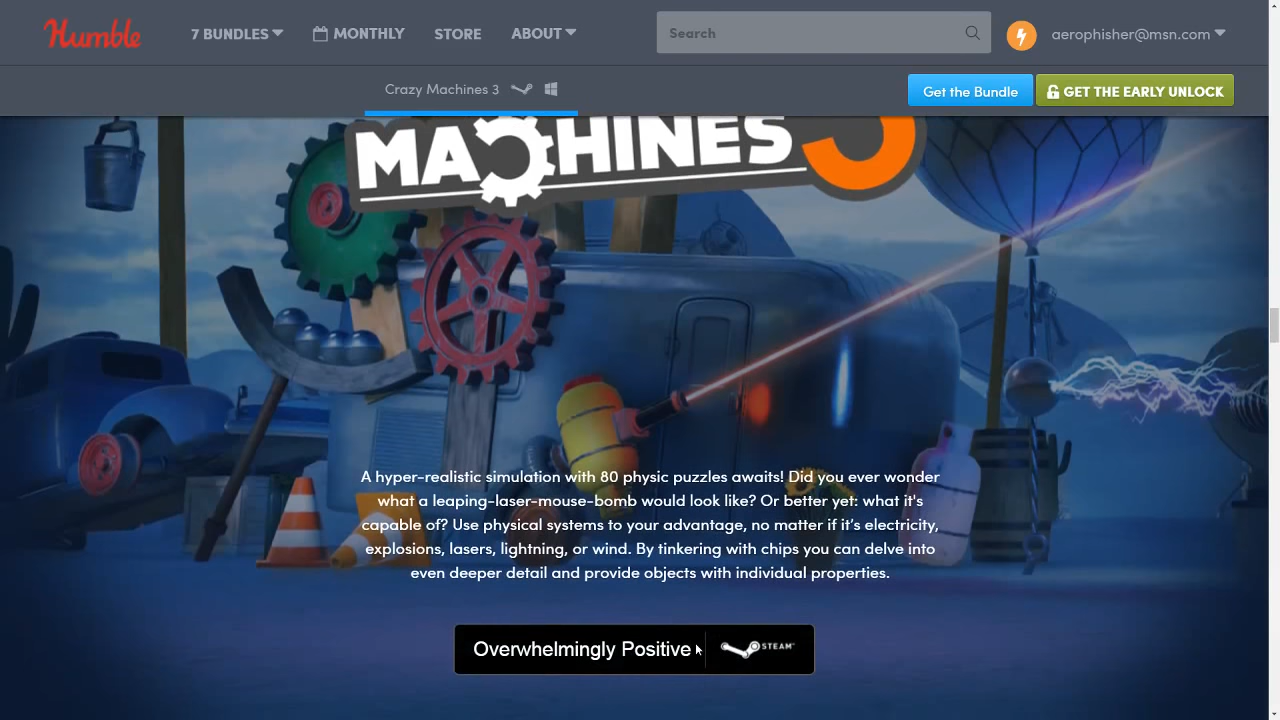 Humble
7 BUNDLES
MONTHLY
STORE
ABOUT
Search
aerophisher@msn.com
Crazy Machines 3
Get the Bundle
GET THE EARLY UNLOCK
MACHINES 3
A hyper-realistic simulation with 80 physic puzzles awaits! Did you ever wonder
what a leaping-laser-mouse-bomb would look like? Or better yet: what it's
capable of? Use physical systems to your advantage, no matter if it’s electricity,
explosions, lasers, lightning, or wind. By tinkering with chips you can delve into
even deeper detail and provide objects with individual properties.
Overwhelmingly Positive
STEAM